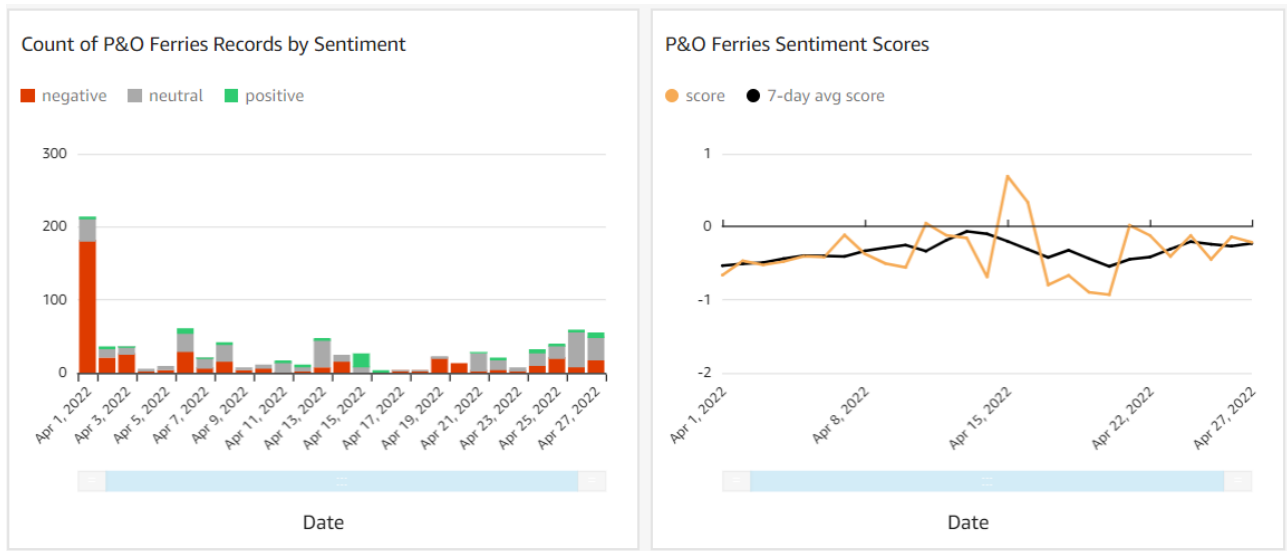 Count of P&O Ferries Records by Sentiment
negative neutral positive
300
200
100
0
Apr 1, 2022
Apr 3, 2022
Apr 5, 2022
Apr 7, 2022
Apr 9, 2022
Apr 11, 2022
Apr 13, 2022
Apr 15, 2022
Apr 17, 2022
Apr 19, 2022
Apr 21, 2022
Apr 23, 2022
Apr 25, 2022
Apr 27, 2022
Date
P&O Ferries Sentiment Scores
score 7-day avg score
1
0
-1
-2
Apr 1, 2022
Apr 8, 2022
Apr 15, 2022
Apr 22, 2022
Apr 27, 2022
Date